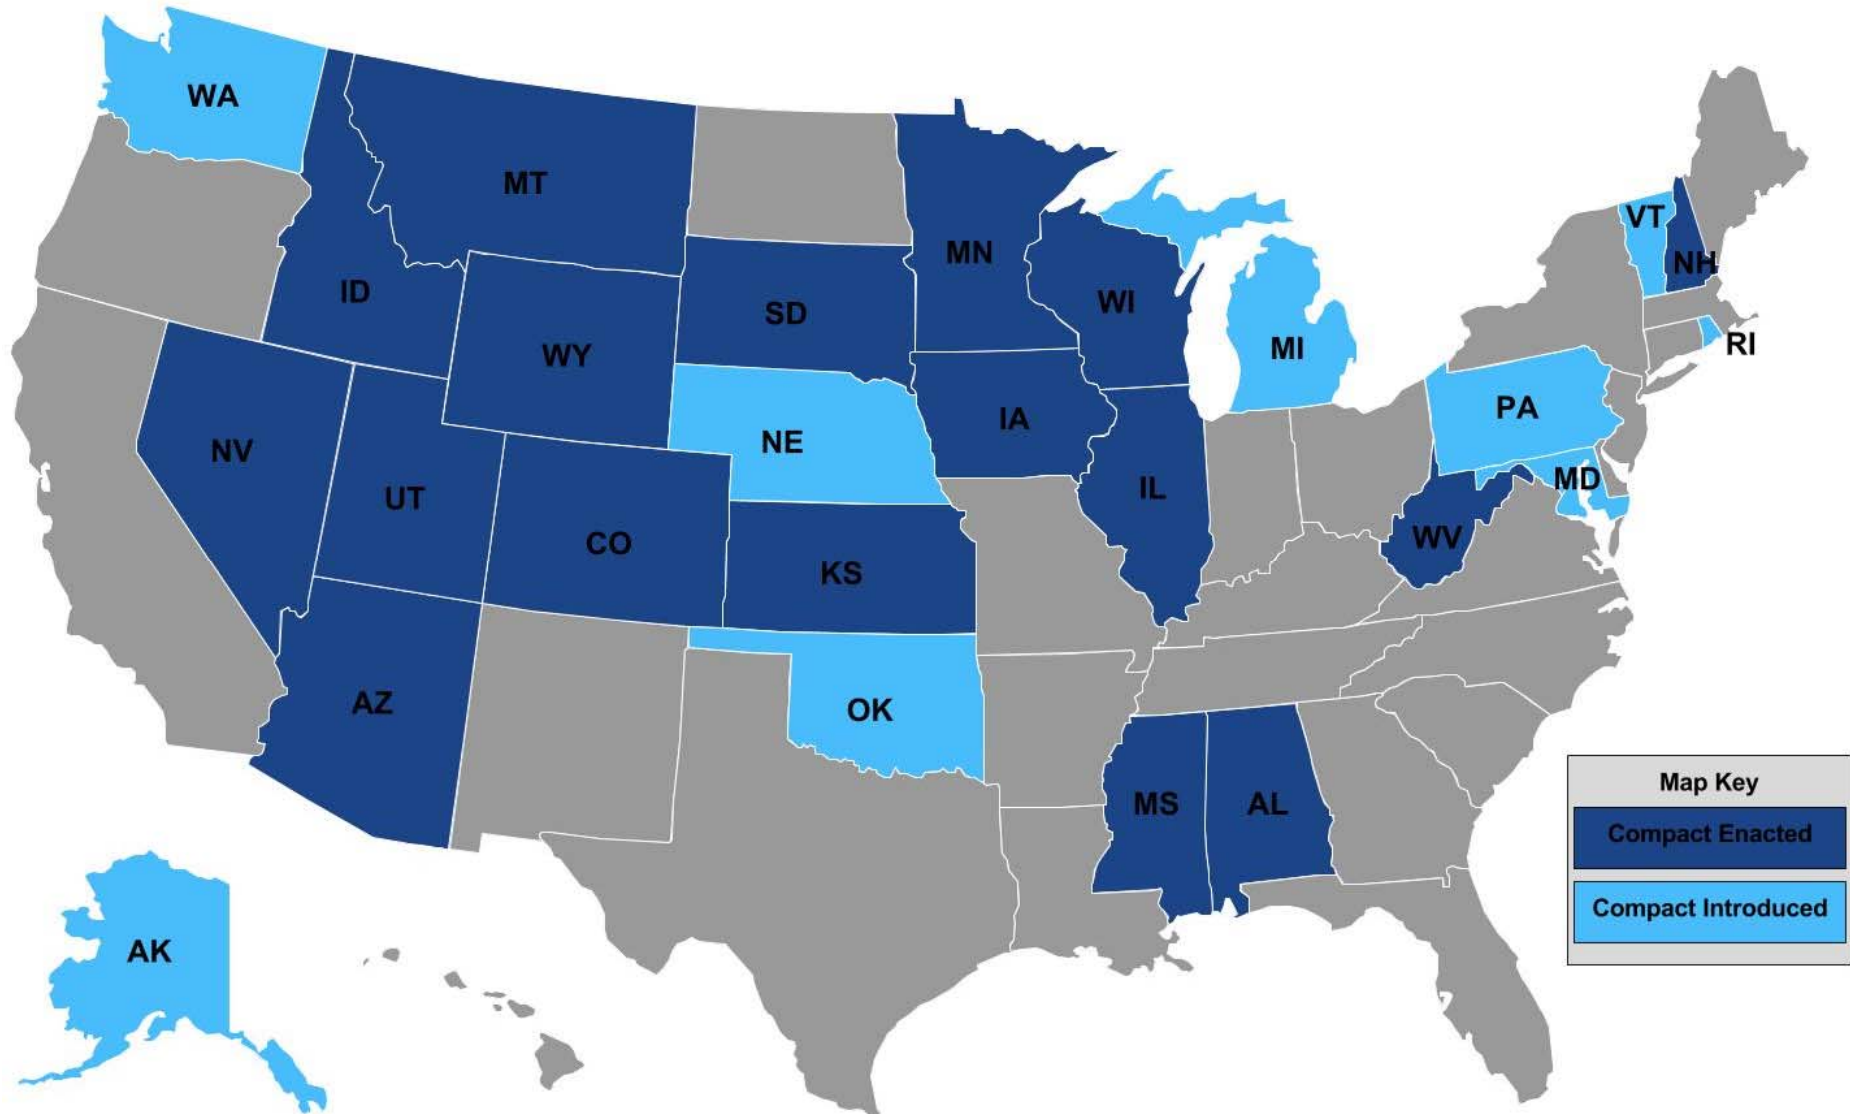 WA
MT
VT
MN
NH
ID
WI
SD
RI
MI
WY
PA
IA
NE
NV
MD
IL
UT
WV
CO
KS
AZ
OK
Map Key
MS
AL
Compact Enacted
Compact Introduced
AK